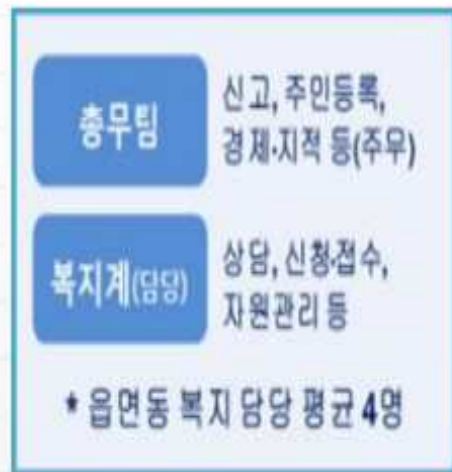 총무팀
신고, 주인등록,
경제·지적 등(주무)
복지계(담당)
상담, 신청·접수,
자원관리 등
* 읍면동 복지 담당 평균 4명